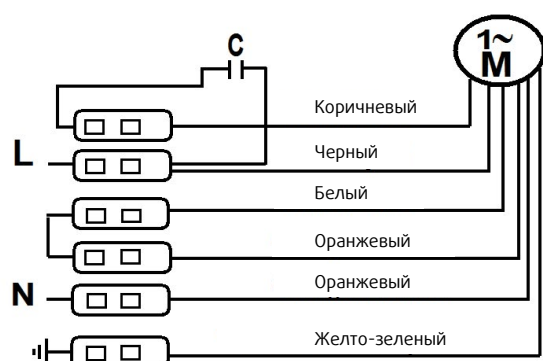 C
1~
M
Коричневый
L
Черный
Белый
Оранжевый
N
Оранжевый
Желто-зеленый